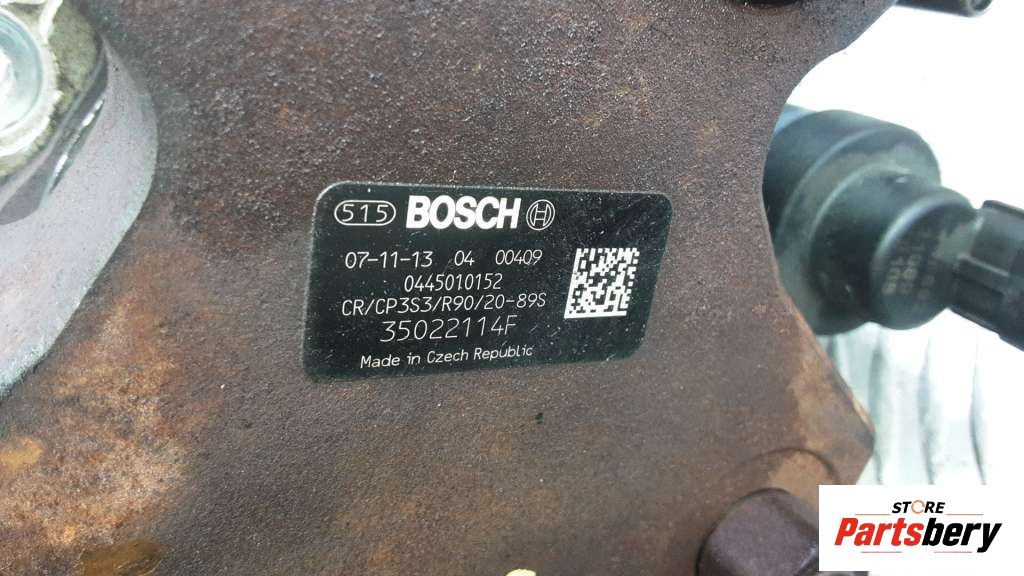 515 BOSCH
07-11-13 04 00409
0445010152
CR/CP3S3/R90/20-89S
35022114F
Made in Czech Republic
STORE
Partsbery